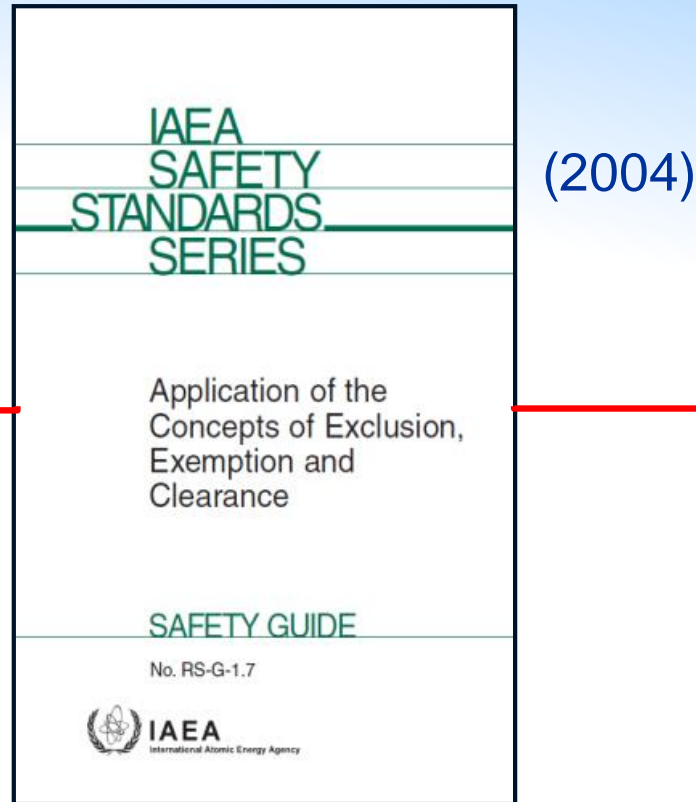 IAEA
SAFETY
STANDARDS
SERIES
(2004)
Application of the
Concepts of Exclusion,
Exemption and
Clearance
SAFETY GUIDE
No. RS-G-1.7
IAEA
International Atomic Energy Agency